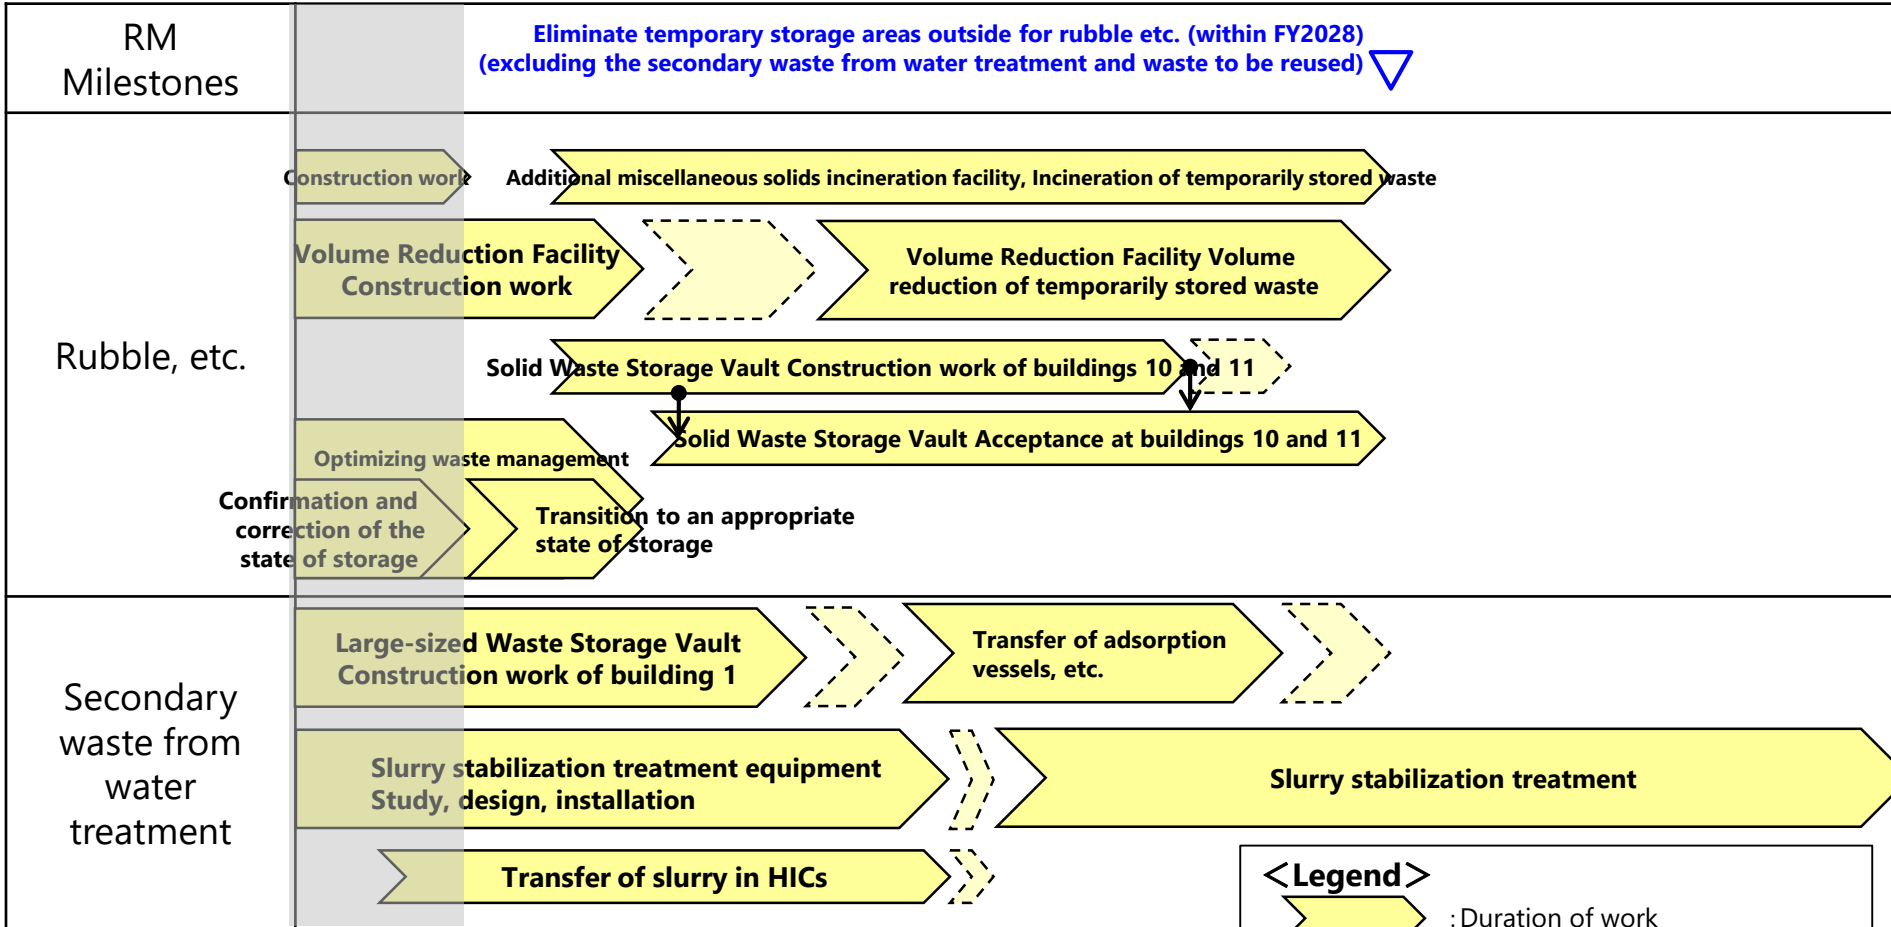 RM
Milestones
Eliminate temporary storage areas outside for rubble etc. (within FY2028)
(excluding the secondary waste from water treatment and waste to be reused)
Rubble, etc.
Construction work
Additional miscellaneous solids incineration facility, Incineration of temporarily stored waste
Volume Reduction Facility
Construction work
Volume Reduction Facility Volume
reduction of temporarily stored waste
Solid Waste Storage Vault Construction work of buildings 10 and 11
Solid Waste Storage Vault Acceptance at buildings 10 and 11
Optimizing waste management
Confirmation and
correction of the
state of storage
Transition to an appropriate
state of storage
Secondary
waste from
water
treatment
Large-sized Waste Storage Vault
Construction work of building 1
Transfer of adsorption
vessels, etc.
Slurry stabilization treatment equipment
Study, design, installation
Slurry stabilization treatment
Transfer of slurry in HICs
<Legend>
: Duration of work